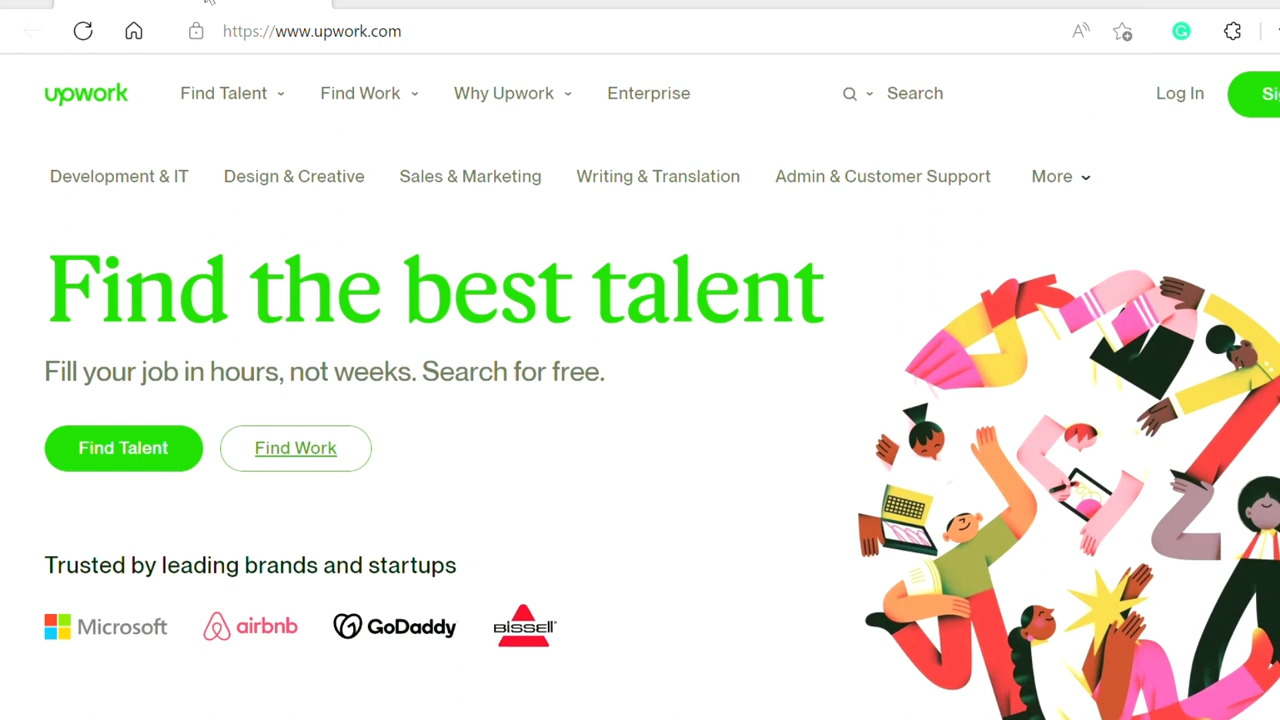 https://www.upwork.com
upwork Find Talent Find Work Why Upwork Enterprise Search Log In
Development & IT Design & Creative Sales & Marketing Writing & Translation Admin & Customer Support More
Find the best talent
Fill your job in hours, not weeks. Search for free.
Find Talent Find Work
Trusted by leading brands and startups
Microsoft airbnb GoDaddy BISSELL